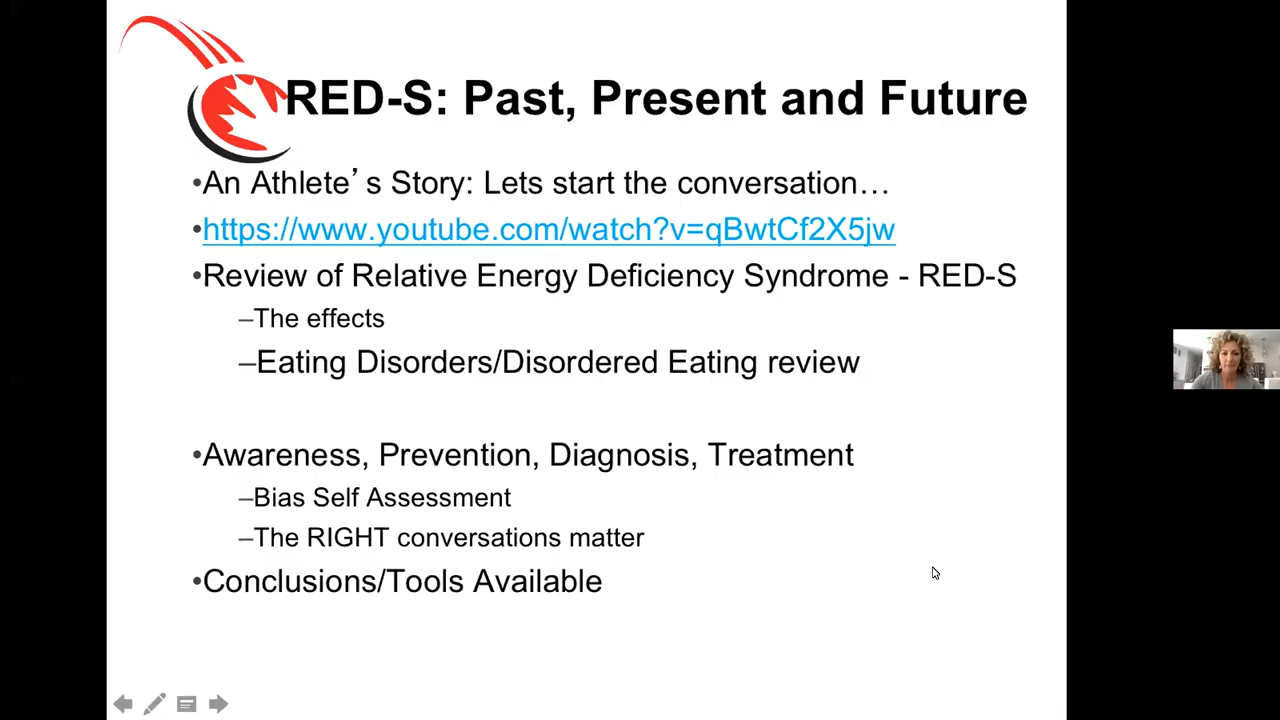 RED-S: Past, Present and Future
•An Athlete’s Story: Lets start the conversation…
•https://www.youtube.com/watch?v=qBwtCf2X5jw
•Review of Relative Energy Deficiency Syndrome - RED-S
–The effects
–Eating Disorders/Disordered Eating review
•Awareness, Prevention, Diagnosis, Treatment
–Bias Self Assessment
–The RIGHT conversations matter
•Conclusions/Tools Available